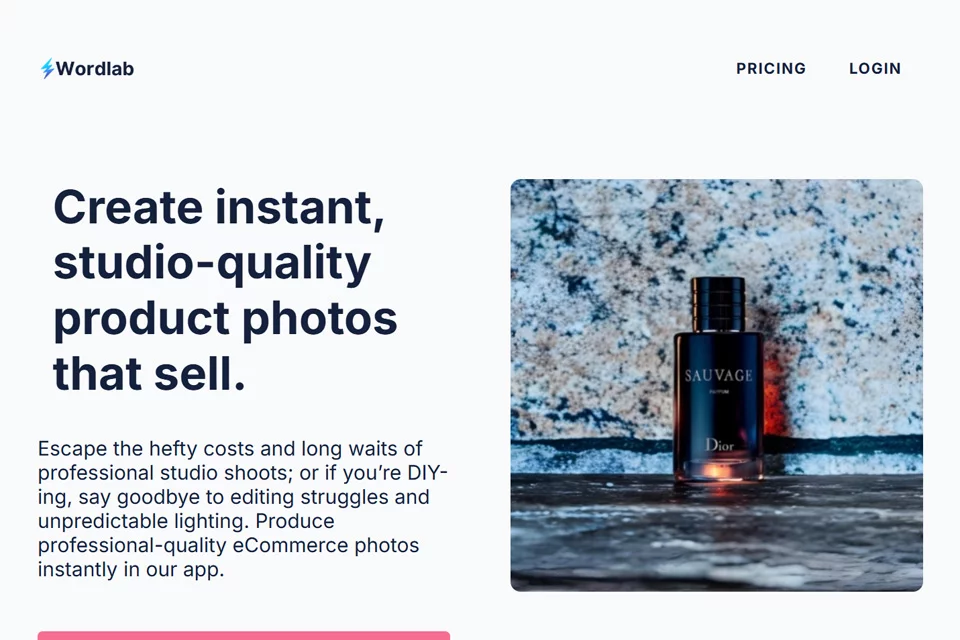 Wordlab
PRICING
LOGIN
Create instant,
studio-quality
product photos
that sell.
Escape the hefty costs and long waits of
professional studio shoots; or if you’re DIY-
ing, say goodbye to editing struggles and
unpredictable lighting. Produce
professional-quality eCommerce photos
instantly in our app.
SAUVAGE
PARFUM
Dior